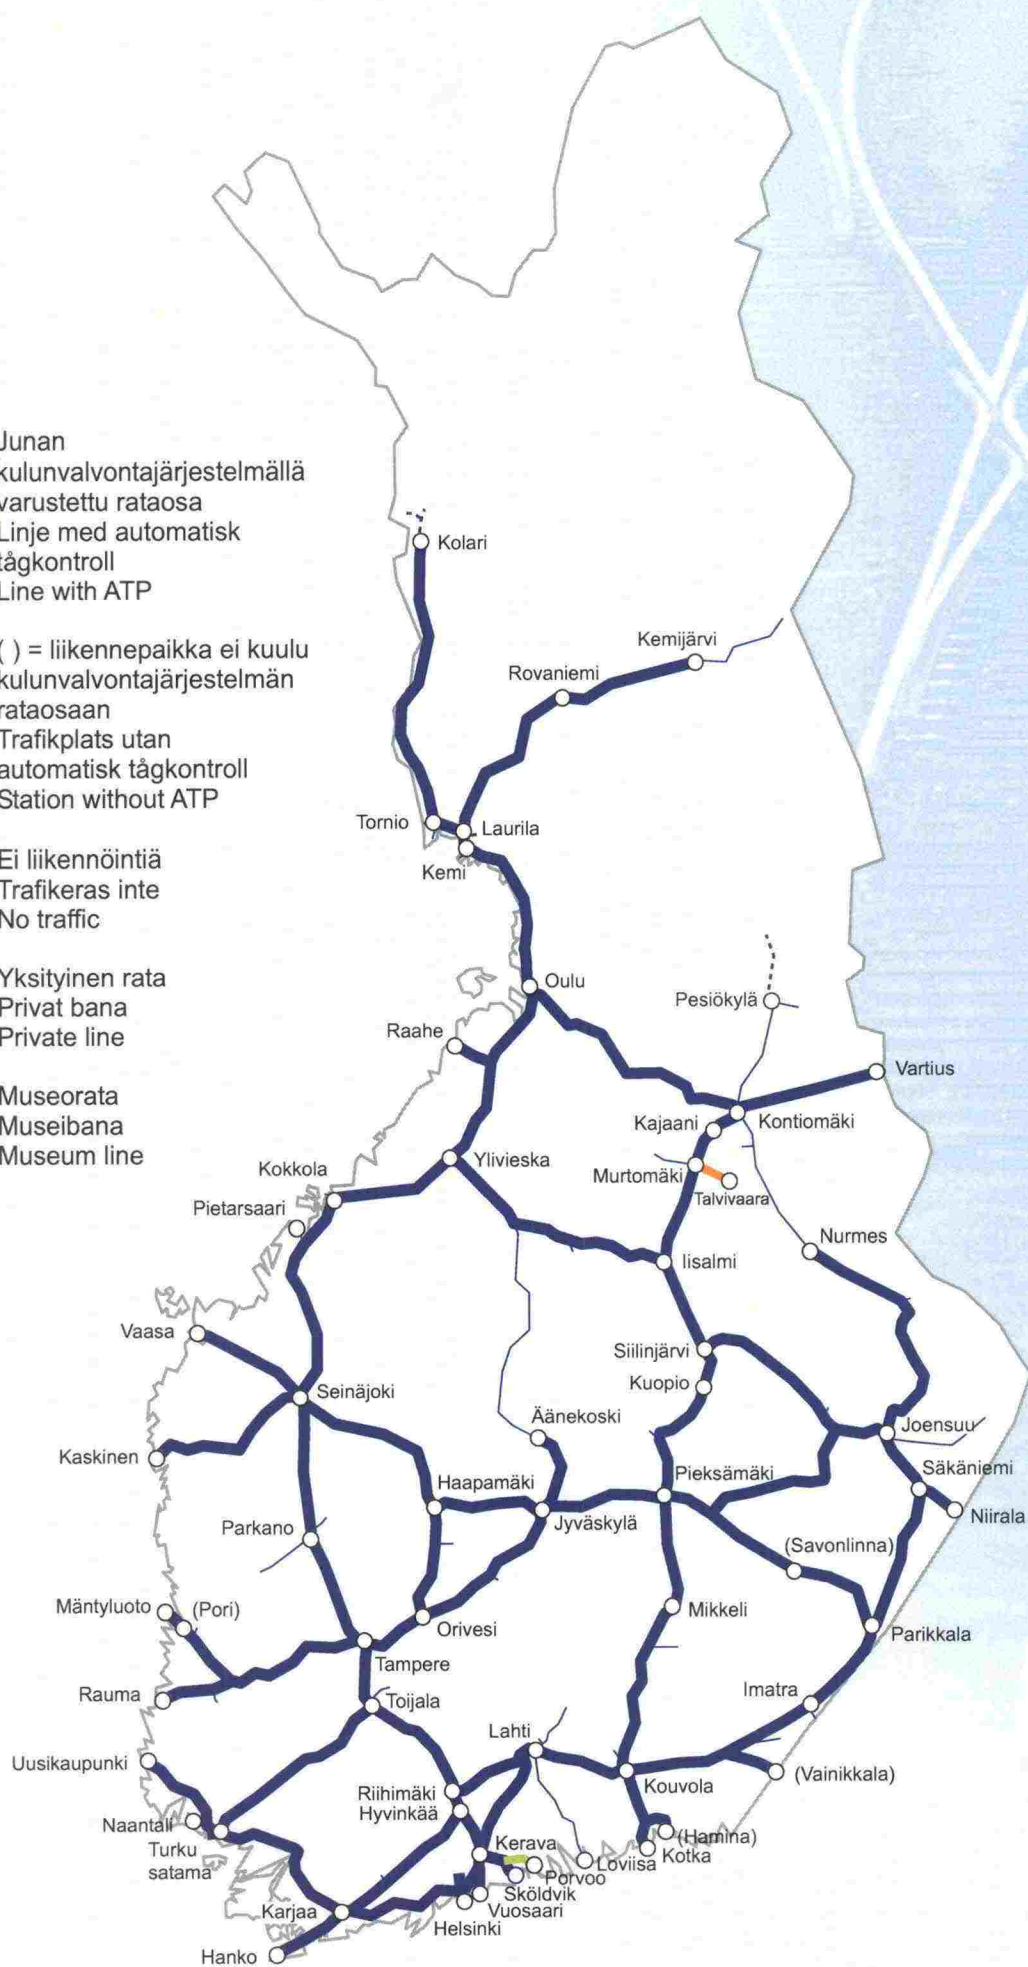 Junan
kulunvalvontajärjestelmällä
varustettu rataosa
Linje med automatisk
tågkontroll
Line with ATP
( ) = liikennepaikka ei kuulu
kulunvalvontajärjestelmän
rataosaan
Trafikplats utan
automatisk tågkontroll
Station without ATP
Ei liikennöintiä
Trafikeras inte
No traffic
Yksityinen rata
Privat bana
Private line
Museorata
Museibana
Museum line
Kolari
Kemijärvi
Rovaniemi
Tornio
Laurila
Kemi
Oulu
Pesiökylä
Raahe
Vartius
Kajaani
Kontiomäki
Ylivieska
Murtomäki
Talvivaara
Kokkola
Pietarsaari
Nurmes
Iisalmi
Vaasa
Siilinjärvi
Kuopio
Seinäjoki
Äänekoski
Joensuu
Kaskinen
Haapamäki
Pieksämäki
Säkäniemi
Jyväskylä
Niirala
Parkano
(Savonlinna)
Mäntyluoto
(Pori)
Orivesi
Mikkeli
Parikkala
Tampere
Rauma
Toijala
Imatra
Lahti
Uusikaupunki
Riihimäki
Kouvola
(Vainikkala)
Hyvinkää
Naantali
Turku
satama
Kerava
(Hamina)
Kotka
Loviisa
Porvoo
Sköldvik
Vuosaari
Karjaa
Helsinki
Hanko